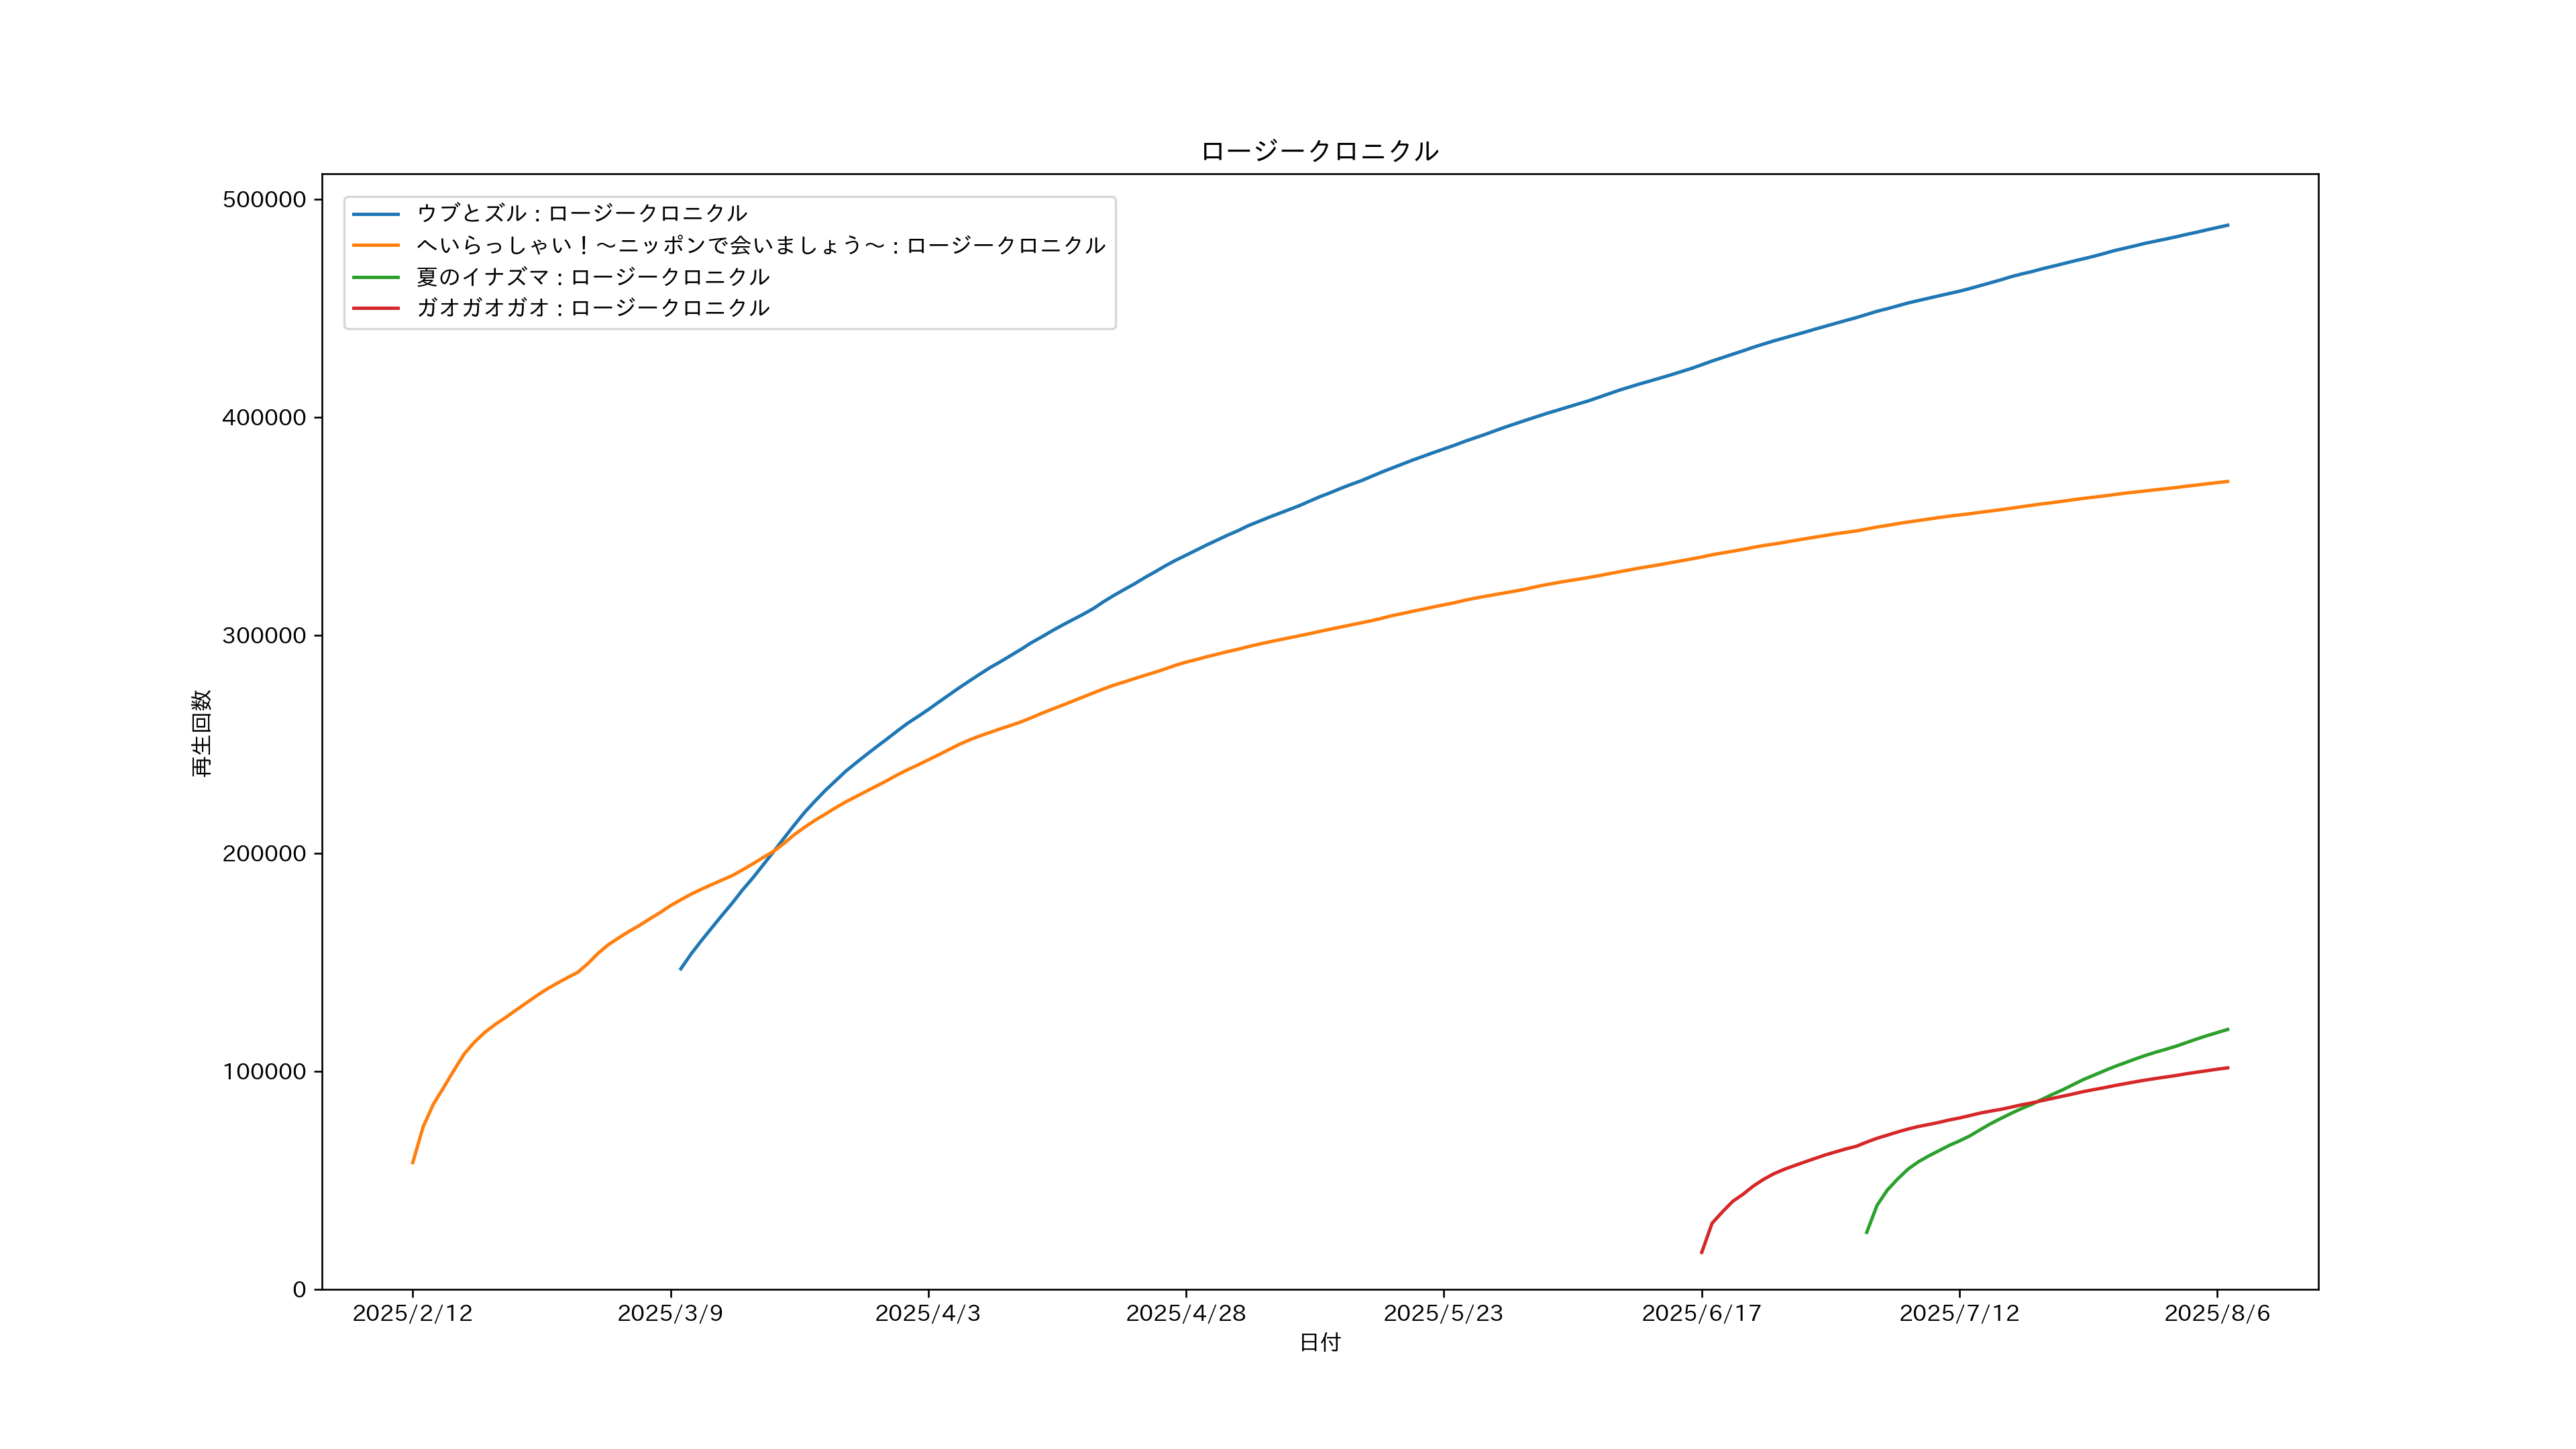 ロージークロニクル
500000
400000
300000
200000
100000
0
再生回数
ウブとズル : ロージークロニクル
へいらっしゃい！～ニッポンで会いましょう～ : ロージークロニクル
夏のイナズマ : ロージークロニクル
ガオガオガオ : ロージークロニクル
2025/2/12 2025/3/9 2025/4/3 2025/4/28 2025/5/23 2025/6/17 2025/7/12 2025/8/6
日付